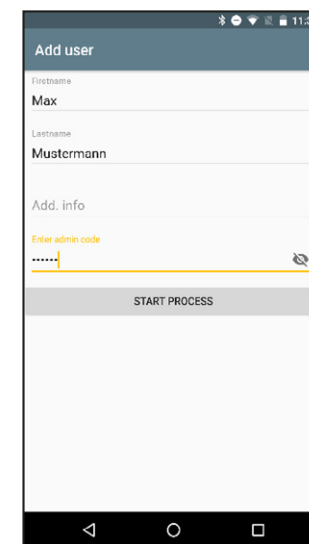 Add user
Firstname
Max
Lastname
Mustermann
Add. info
Enter admin code
••••••
START PROCESS